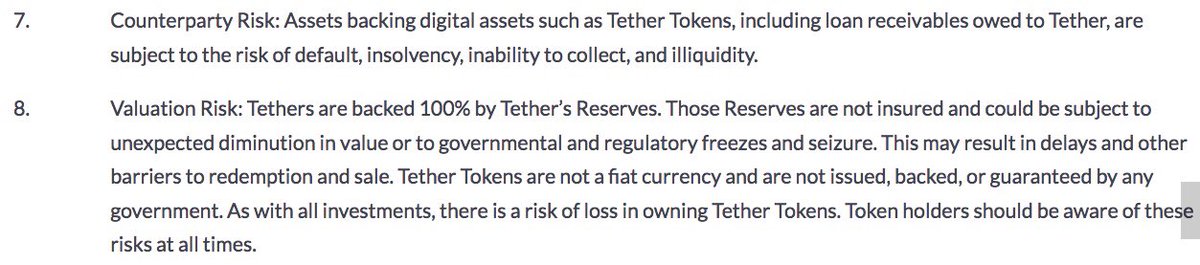 7. Counterparty Risk: Assets backing digital assets such as Tether Tokens, including loan receivables owed to Tether, are
subject to the risk of default, insolvency, inability to collect, and illiquidity.
8. Valuation Risk: Tethers are backed 100% by Tether’s Reserves. Those Reserves are not insured and could be subject to
unexpected diminution in value or to governmental and regulatory freezes and seizure. This may result in delays and other
barriers to redemption and sale. Tether Tokens are not a fiat currency and are not issued, backed, or guaranteed by any
government. As with all investments, there is a risk of loss in owning Tether Tokens. Token holders should be aware of these
risks at all times.